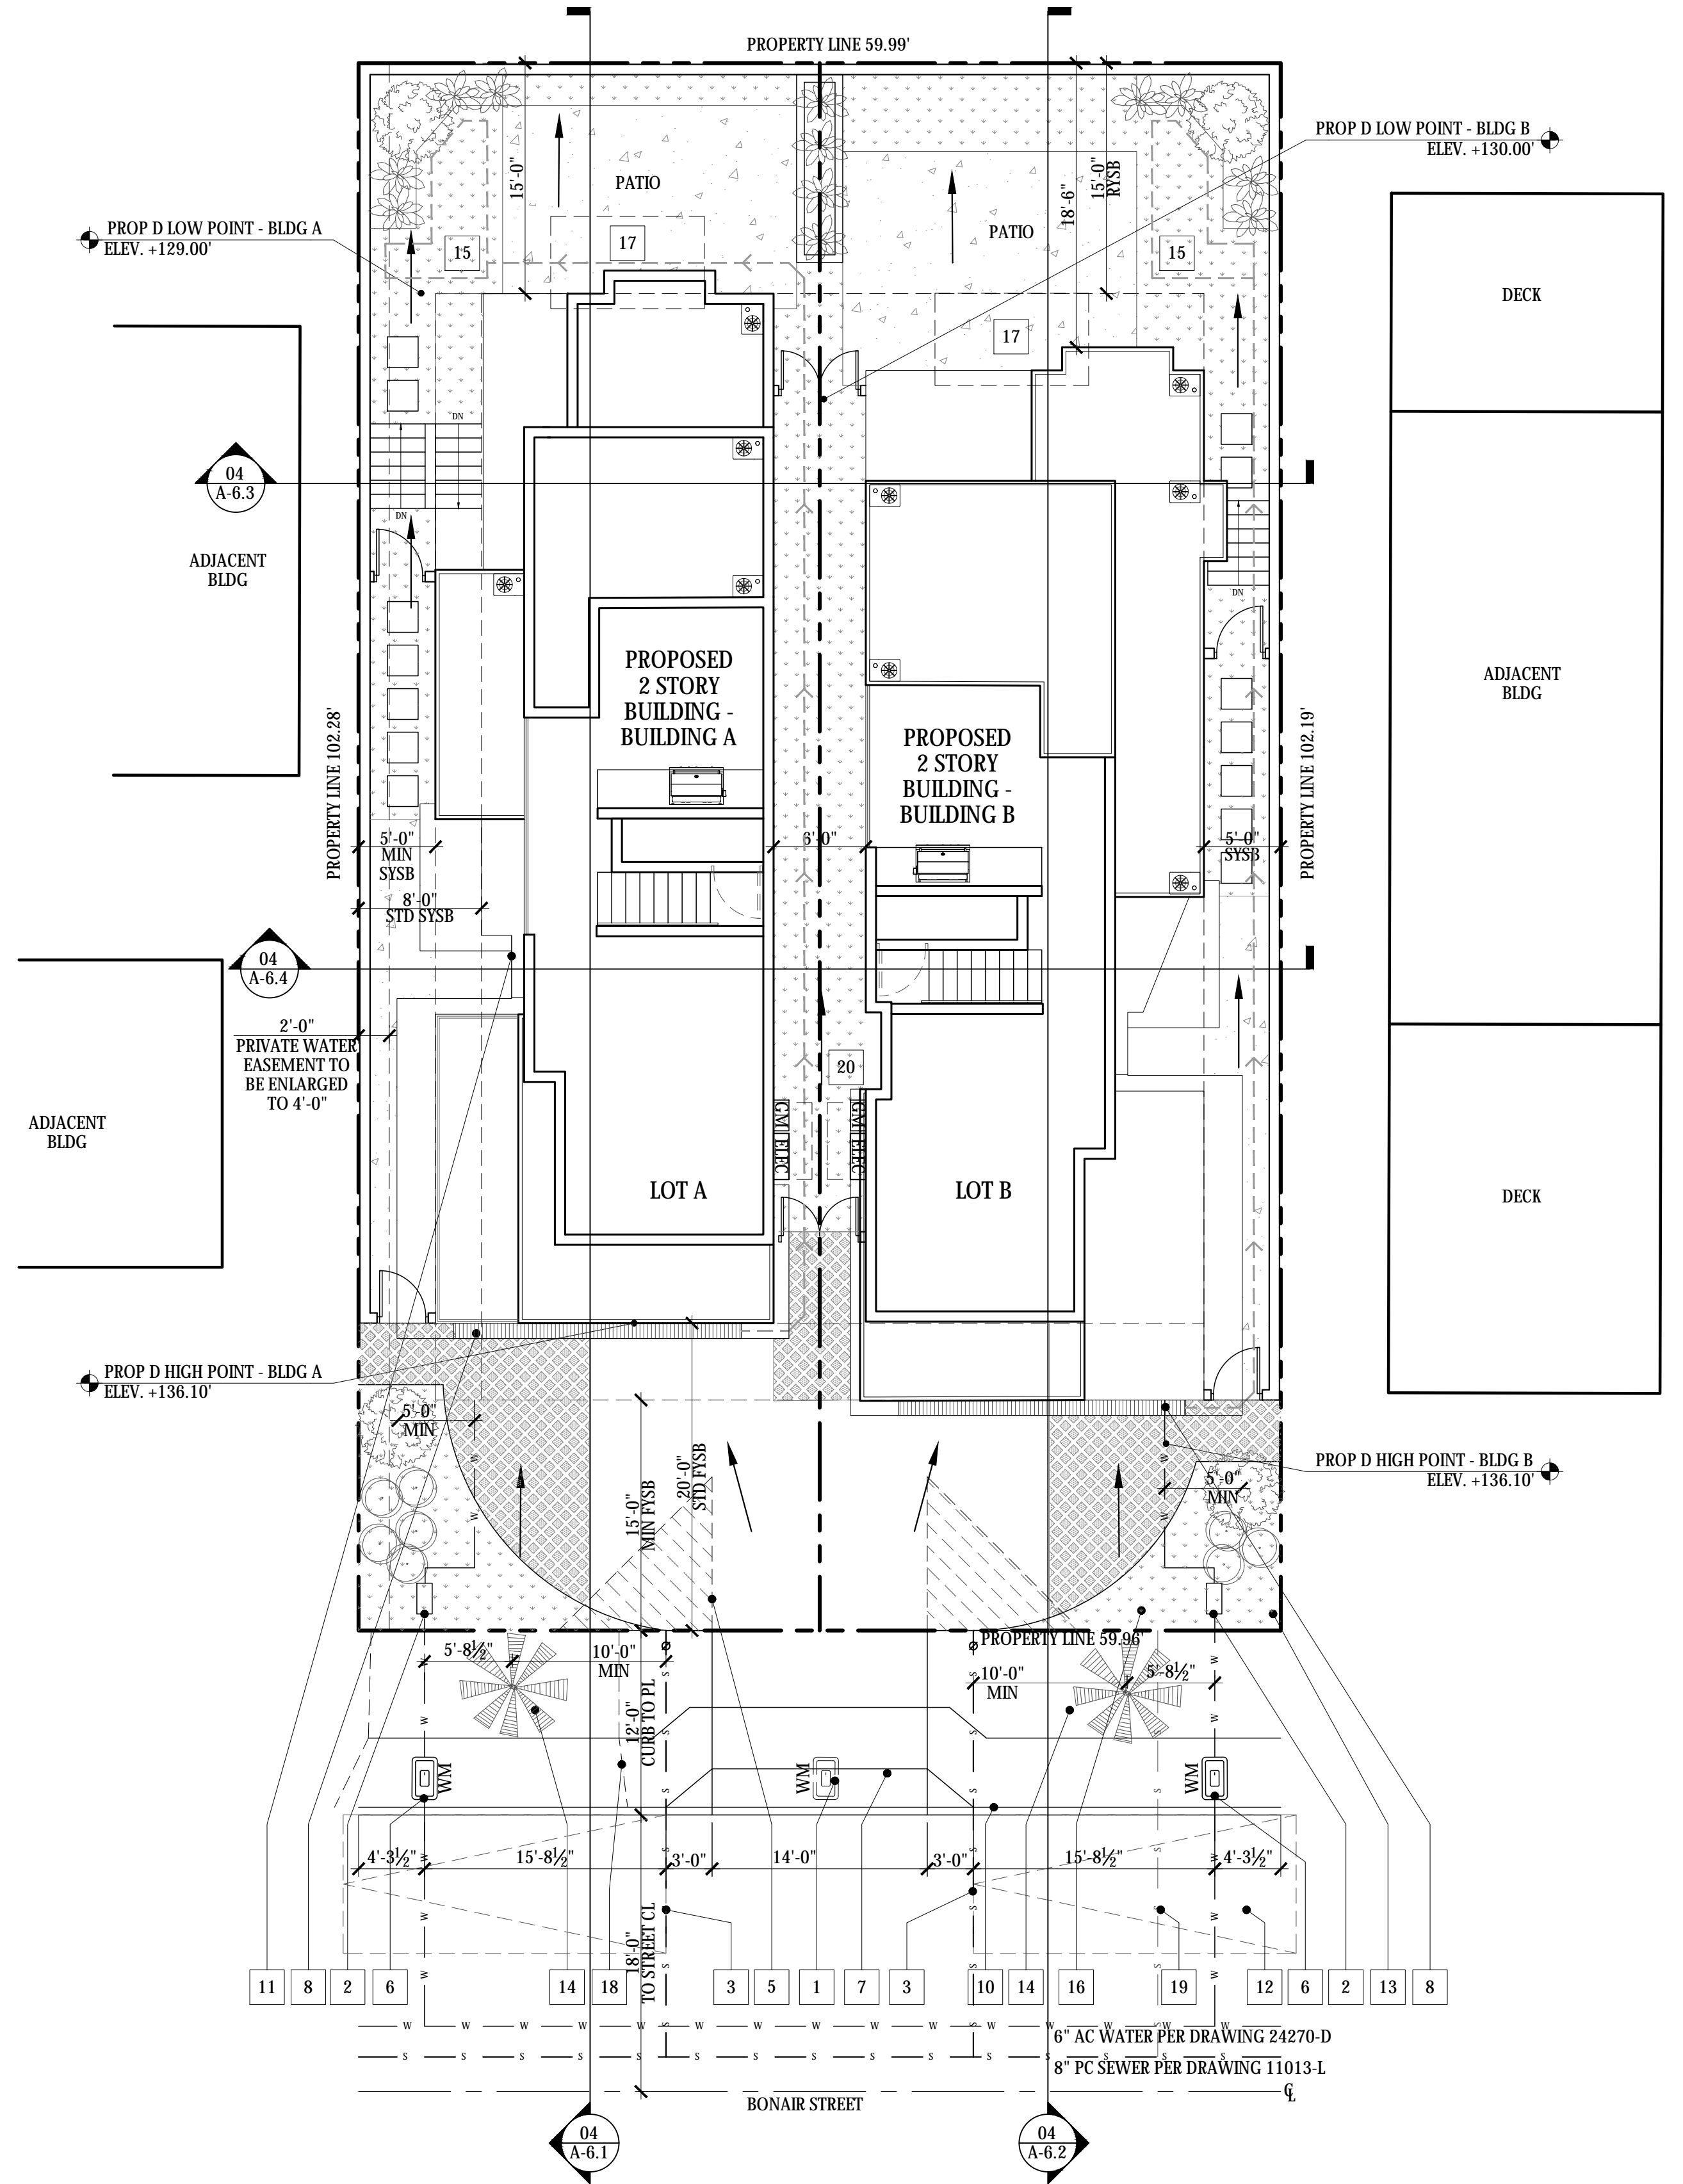 PROPERTY LINE 59.99'
PROP D LOW POINT - BLDG B
ELEV. +130.00'
15'-0"
PATIO
18'-6"
15'-0"
RYSB
PATIO
PROP D LOW POINT - BLDG A
ELEV. +129.00'
15
17
15
17
DECK
DN
04
A-6.3
DN
ADJACENT
BLDG
DN
PROPOSED
2 STORY
BUILDING -
BUILDING A
PROPOSED
2 STORY
BUILDING -
BUILDING B
ADJACENT
BLDG
PROPERTY LINE 102.28'
PROPERTY LINE 102.19'
5'-0"
MIN
SYSB
6'-0"
5'-0"
SYSB
8'-0"
STD SYSB
04
A-6.4
2'-0"
PRIVATE WATER
EASEMENT TO
BE ENLARGED
TO 4'-0"
20
ADJACENT
BLDG
GM ELEC
GM ELEC
LOT A
LOT B
DECK
PROP D HIGH POINT - BLDG A
ELEV. +136.10'
5'-0"
MIN
W
W
15'-0"
MIN FYSB
20'-0"
STD FYSB
PROP D HIGH POINT - BLDG B
ELEV. +136.10'
5'-0"
MIN
W
W
PROPERTY LINE 59.96'
5'-8½"
10'-0"
MIN
10'-0"
MIN
5'-8½"
W
S
S
S
W
12'-0"
CURB TO PL
W
S
S
S
W
WM
WM
WM
S
S
S
4'-3½"
15'-8½"
3'-0"
14'-0"
3'-0"
15'-8½"
4'-3½"
W
W
S
S
S
W
W
S
S
S
W
18'-0"
TO STREET CL
W
S
S
S
W
11
8
2
6
14
18
3
5
1
7
3
10
14
16
19
12
6
2
13
8
W W W W W W W W W W W W W W W
6" AC WATER PER DRAWING 24270-D
S S S S S S S S S S S S S S S
8" PC SEWER PER DRAWING 11013-L
CL
BONAIR STREET
04
A-6.1
04
A-6.2